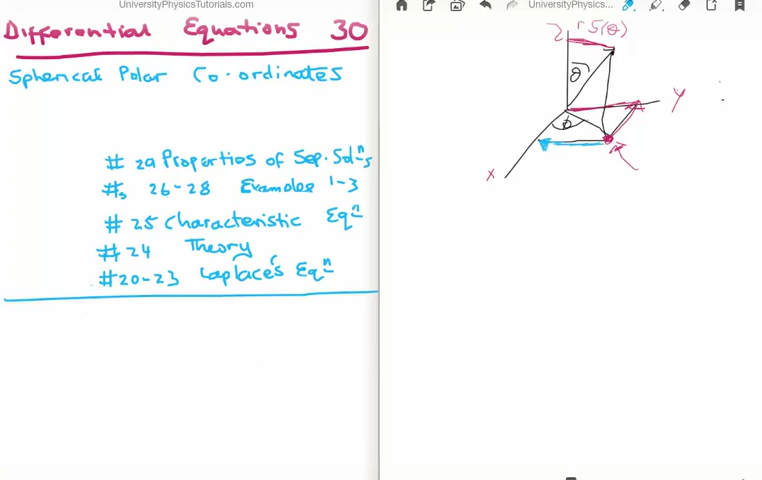 UniversityPhysicsTutorials.com
Differential Equations 30
Spherical Polar Co-ordinates
# 29 Properties of Sep. Solⁿs
#s 26-28 Examples 1-3
# 25 Characteristic Eqⁿ
#24 Theory
#20-23 Laplace's Eqⁿ
UniversityPhysics...
Z r S(θ)
θ
y
ϕ
x